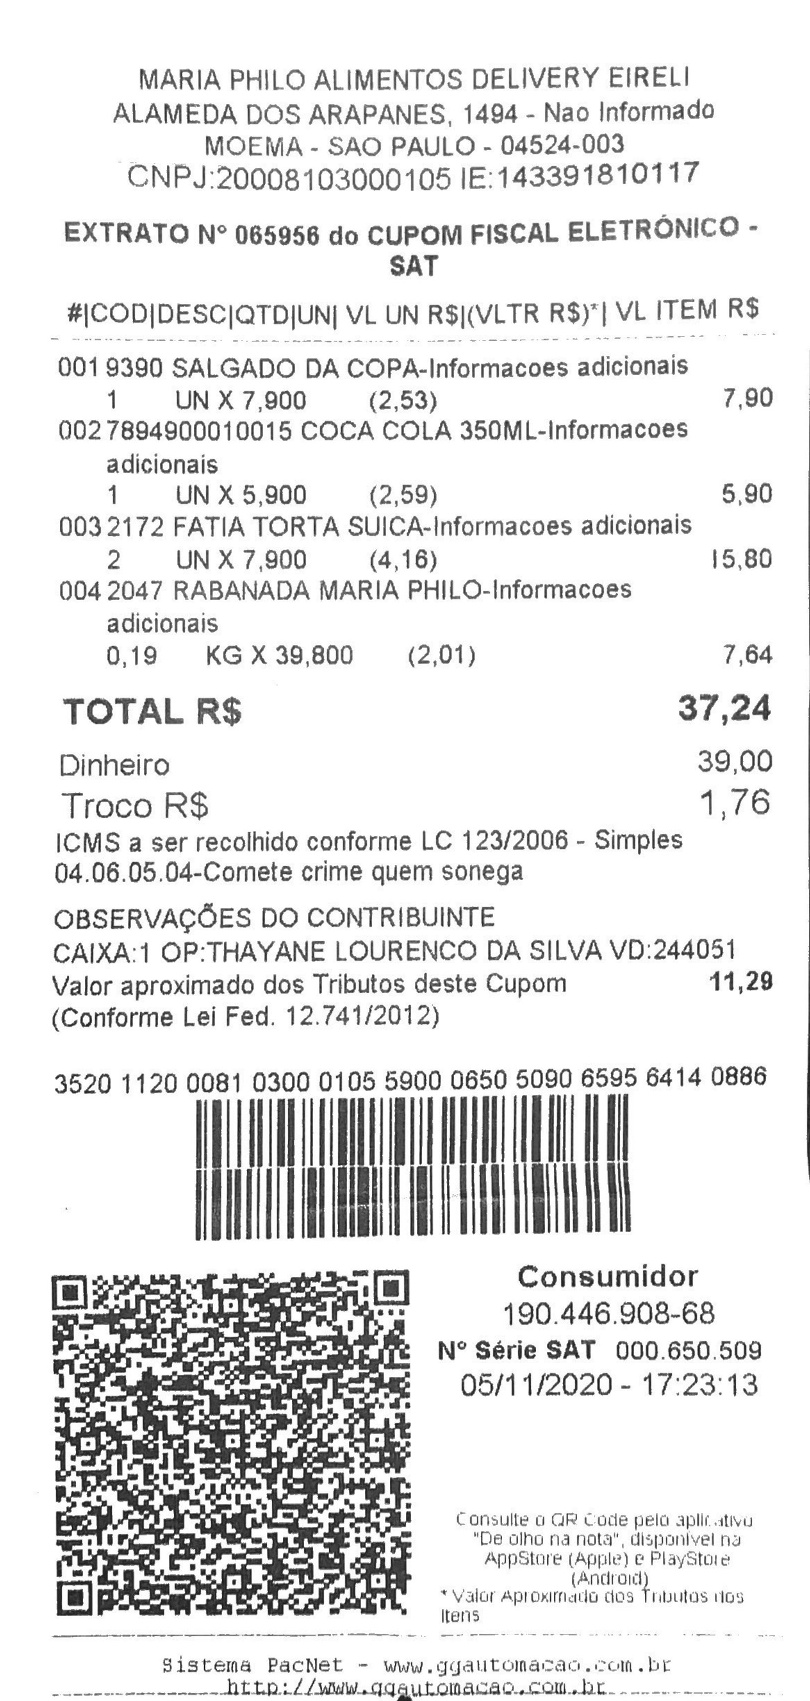 MARIA PHILO ALIMENTOS DELIVERY EIRELI
ALAMEDA DOS ARAPANES, 1494 - Nao Informado
MOEMA - SAO PAULO - 04524-003
CNPJ:20008103000105 IE:143391810117
EXTRATO Nº 065956 do CUPOM FISCAL ELETRÔNICO -
SAT
#|COD|DESC|QTD|UN| VL UN R$|(VLTR R$)*| VL ITEM R$
001 9390 SALGADO DA COPA-Informacoes adicionais
1 UN X 7,900 (2,53) 7,90
002 7894900010015 COCA COLA 350ML-Informacoes
adicionais
1 UN X 5,900 (2,59) 5,90
003 2172 FATIA TORTA SUICA-Informacoes adicionais
2 UN X 7,900 (4,16) 15,80
004 2047 RABANADA MARIA PHILO-Informacoes
adicionais
0,19 KG X 39,800 (2,01) 7,64
TOTAL R$ 37,24
Dinheiro 39,00
Troco R$ 1,76
ICMS a ser recolhido conforme LC 123/2006 - Simples
04.06.05.04-Comete crime quem sonega
OBSERVAÇÕES DO CONTRIBUINTE
CAIXA:1 OP:THAYANE LOURENCO DA SILVA VD:244051
Valor aproximado dos Tributos deste Cupom 11,29
(Conforme Lei Fed. 12.741/2012)
3520 1120 0081 0300 0105 5900 0650 5090 6595 6414 0886
Consumidor
190.446.908-68
Nº Série SAT 000.650.509
05/11/2020 - 17:23:13
Consulte o QR Code pelo aplicativo
"De olho na nota", disponível na
AppStore (Apple) e PlayStore
(Android)
* Valor Aproximado dos Tributos dos
Itens
Sistema PacNet - www.ggautomacao.com.br
http://www.ggautomacao.com.br